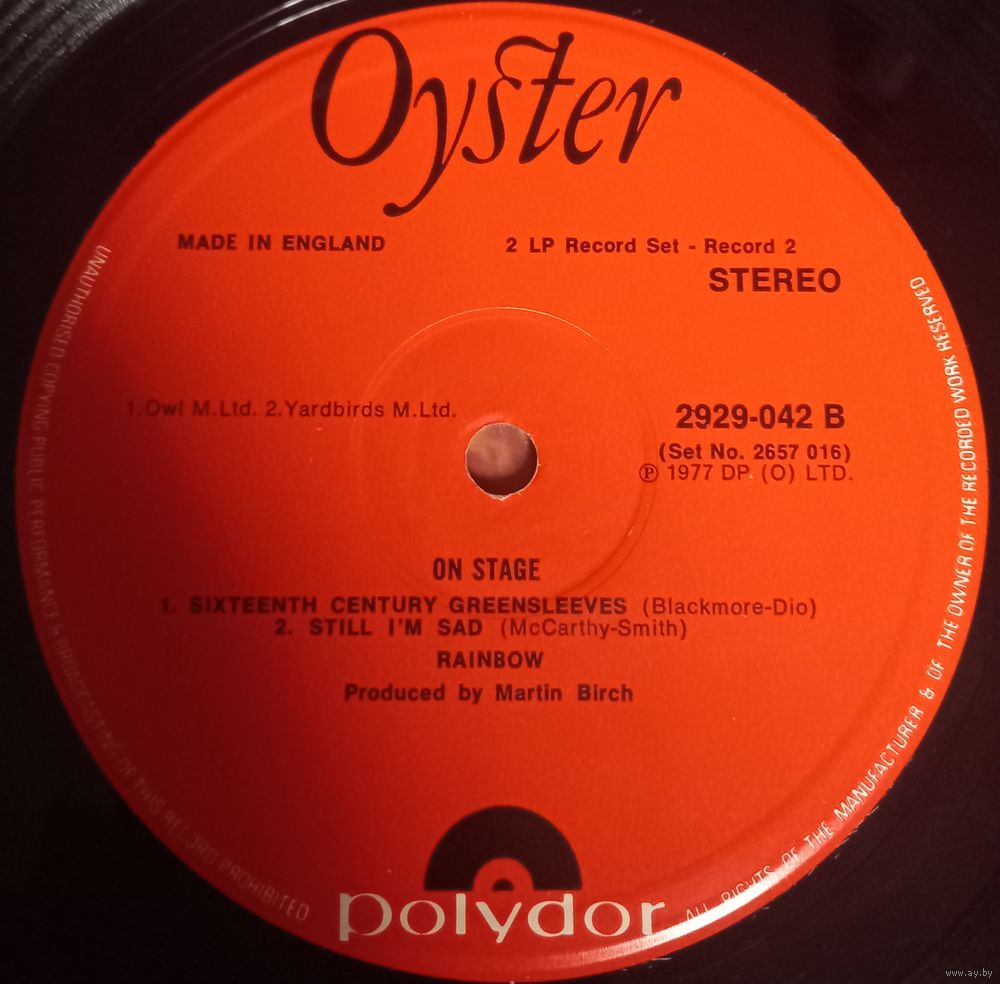 Oyster
MADE IN ENGLAND
2 LP Record Set - Record 2
STEREO
1.Owl M.Ltd. 2.Yardbirds M.Ltd.
2929-042 B
(Set No. 2657 016)
℗ 1977 DP. (O) LTD.
ON STAGE
1. SIXTEENTH CENTURY GREENSLEEVES (Blackmore-Dio)
2. STILL I'M SAD (McCarthy-Smith)
RAINBOW
Produced by Martin Birch
polydor
ALL RIGHTS OF THE MANUFACTURER & OF THE OWNER OF THE RECORDED WORK RESERVED
UNAUTHORISED COPYING PUBLIC PERFORMANCE & BROADCASTING OF THIS RECORD PROHIBITED
www.ay.by